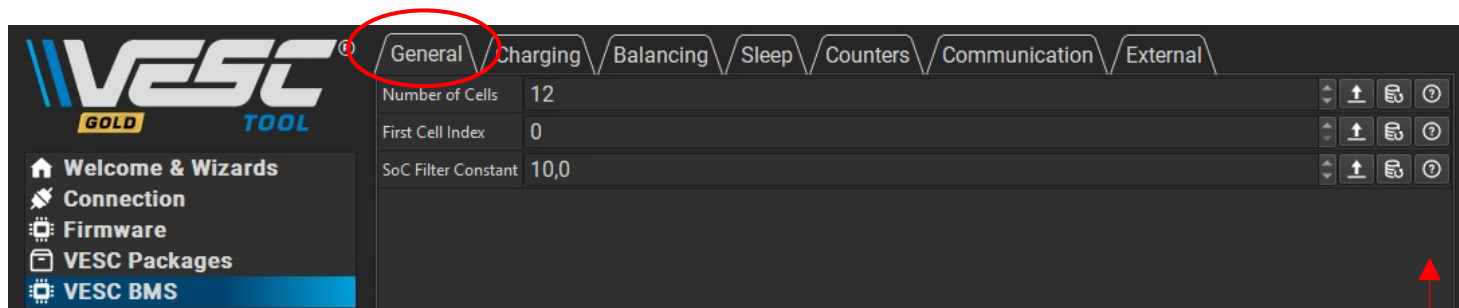 VESC®
GOLD TOOL
Welcome & Wizards
Connection
Firmware
VESC Packages
VESC BMS
General Charging Balancing Sleep Counters Communication External
Number of Cells 12
First Cell Index 0
SoC Filter Constant 10,0